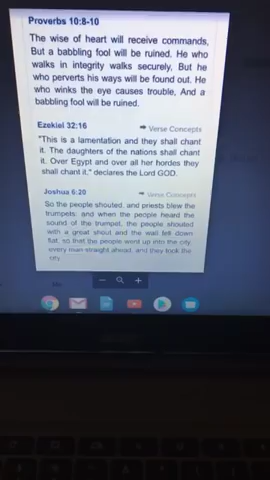 Proverbs 10:8-10
The wise of heart will receive commands,
But a babbling fool will be ruined. He who
walks in integrity walks securely, But he
who perverts his ways will be found out. He
who winks the eye causes trouble, And a
babbling fool will be ruined.
Ezekiel 32:16
➡ Verse Concepts
"This is a lamentation and they shall chant
it. The daughters of the nations shall chant
it. Over Egypt and over all her hordes they
shall chant it," declares the Lord GOD.
Joshua 6:20
➡ Verse Concepts
So the people shouted, and priests blew the
trumpets; and when the people heard the
sound of the trumpet, the people shouted
with a great shout and the wall fell down
flat, so that the people went up into the city,
every man straight ahead, and they took the
city.